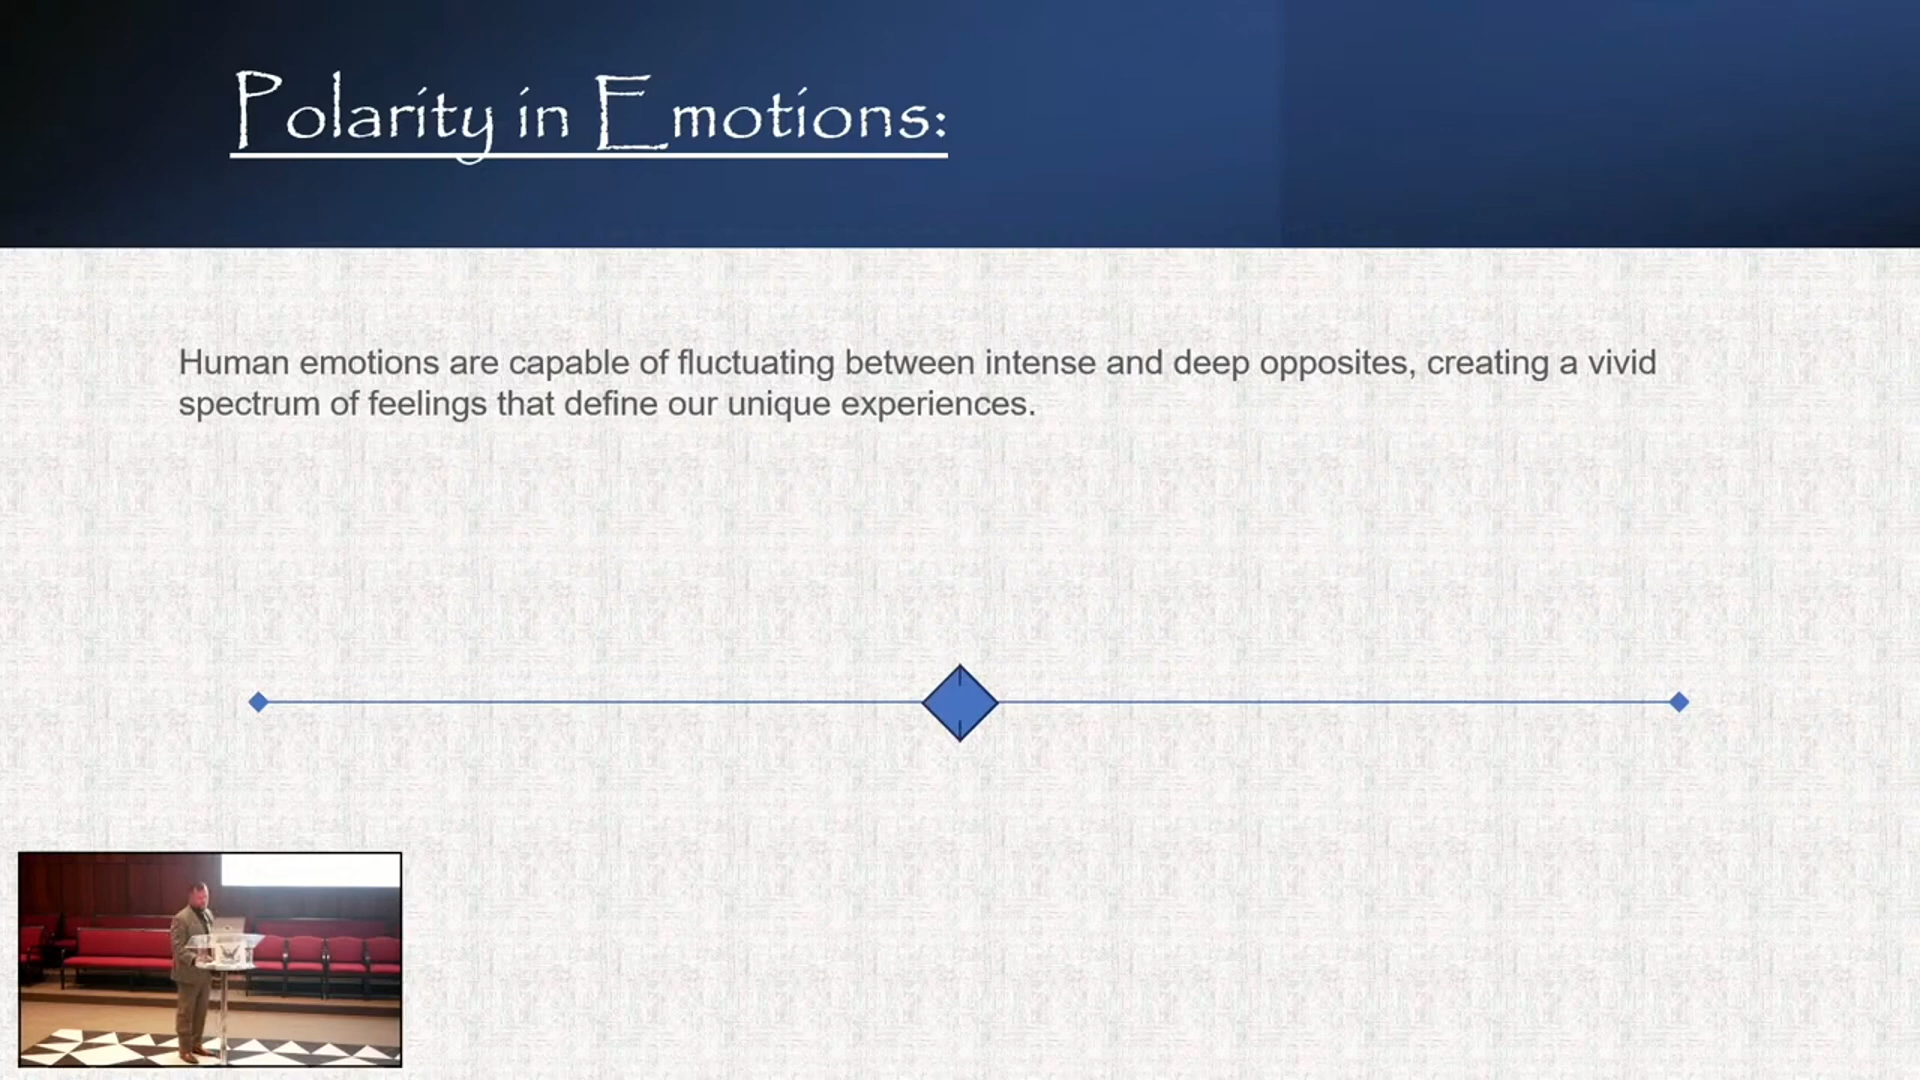 Polarity in Emotions:
Human emotions are capable of fluctuating between intense and deep opposites, creating a vivid
spectrum of feelings that define our unique experiences.